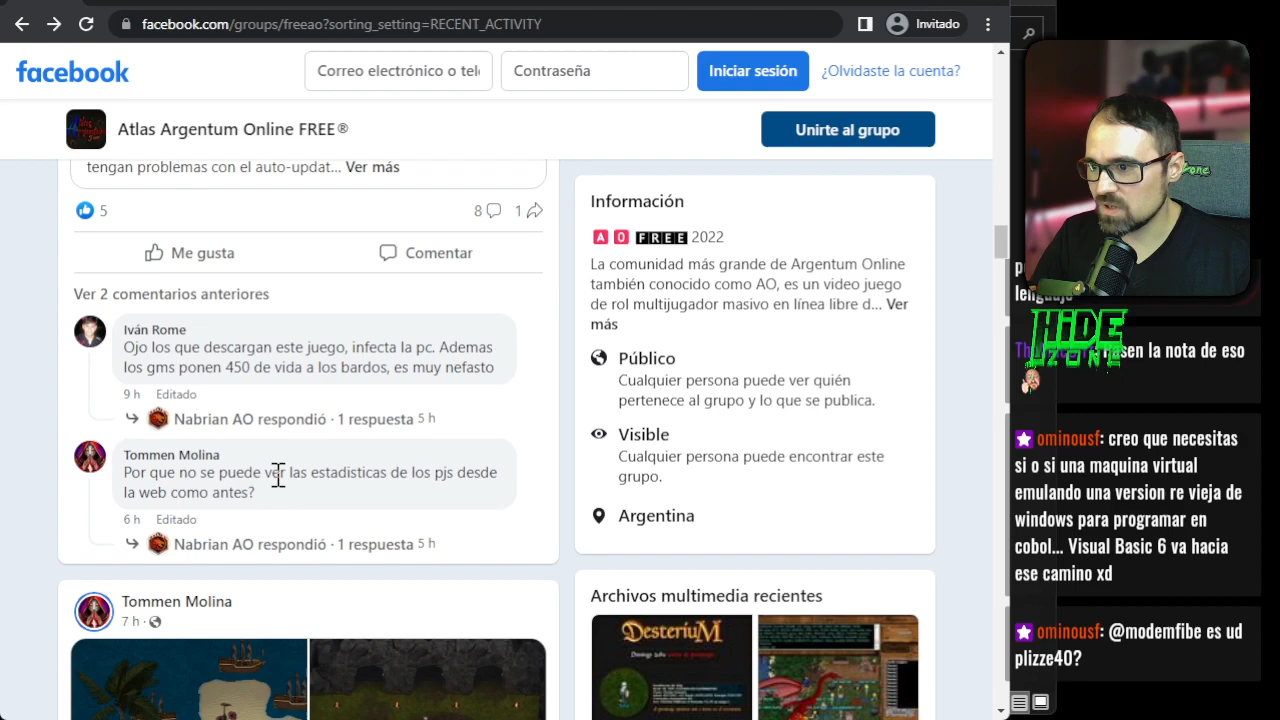 facebook.com/groups/freeao?sorting_setting=RECENT_ACTIVITY
Invitado
facebook
Correo electrónico o telé
Contraseña
Iniciar sesión
¿Olvidaste la cuenta?
Atlas Argentum Online FREE®
Unirte al grupo
tengan problemas con el auto-updat... Ver más
5
8
1
Me gusta
Comentar
Ver 2 comentarios anteriores
Iván Rome
Ojo los que descargan este juego, infecta la pc. Ademas
los gms ponen 450 de vida a los bardos, es muy nefasto
9 h Editado
Nabrian AO respondió · 1 respuesta 5 h
Tommen Molina
Por que no se puede ver las estadisticas de los pjs desde
la web como antes?
6 h Editado
Nabrian AO respondió · 1 respuesta 5 h
Tommen Molina
7 h ·
Información
AO FREE 2022
La comunidad más grande de Argentum Online
también conocido como AO, es un video juego
de rol multijugador masivo en línea libre d... Ver
más
Público
Cualquier persona puede ver quién
pertenece al grupo y lo que se publica.
Visible
Cualquier persona puede encontrar este
grupo.
Argentina
Archivos multimedia recientes
DESTERIUM
lenguaje
HIDE
ZONE
asen la nota de eso
ominousf: creo que necesitas
si o si una maquina virtual
emulando una version re vieja de
windows para programar en
cobol... Visual Basic 6 va hacia
ese camino xd
ominousf: @modemfibe es ud
plizze40?